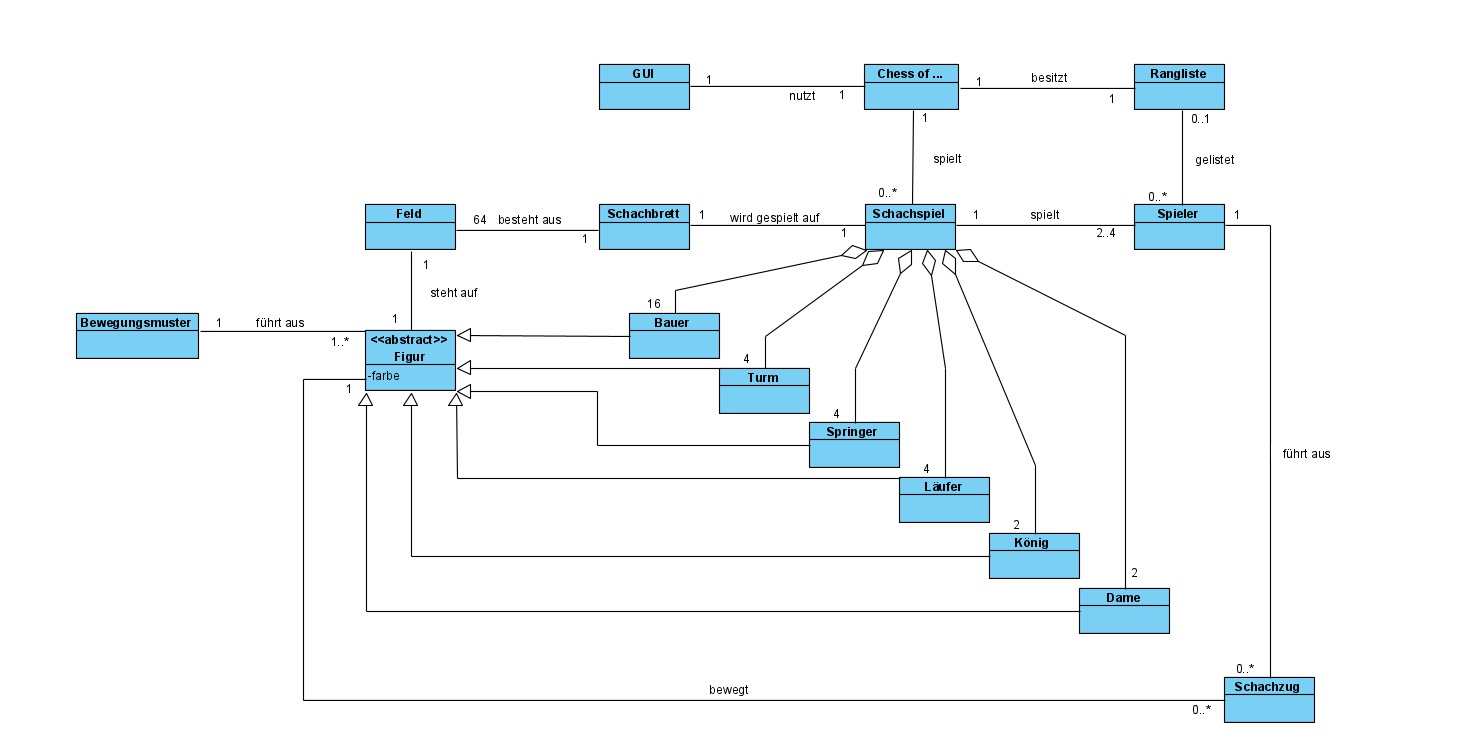 GUI
1
nutzt
1
Chess of ...
1
besitzt
1
Rangliste
1
spielt
0..*
0..1
gelistet
0..*
Feld
64
besteht aus
1
Schachbrett
1
wird gespielt auf
1
Schachspiel
1
spielt
2..4
Spieler
1
1
steht auf
1
Bewegungsmuster
1
führt aus
1..*
<<abstract>>
Figur
-farbe
1
16
Bauer
4
Turm
4
Springer
4
Läufer
2
König
2
Dame
führt aus
0..*
Schachzug
bewegt
0..*